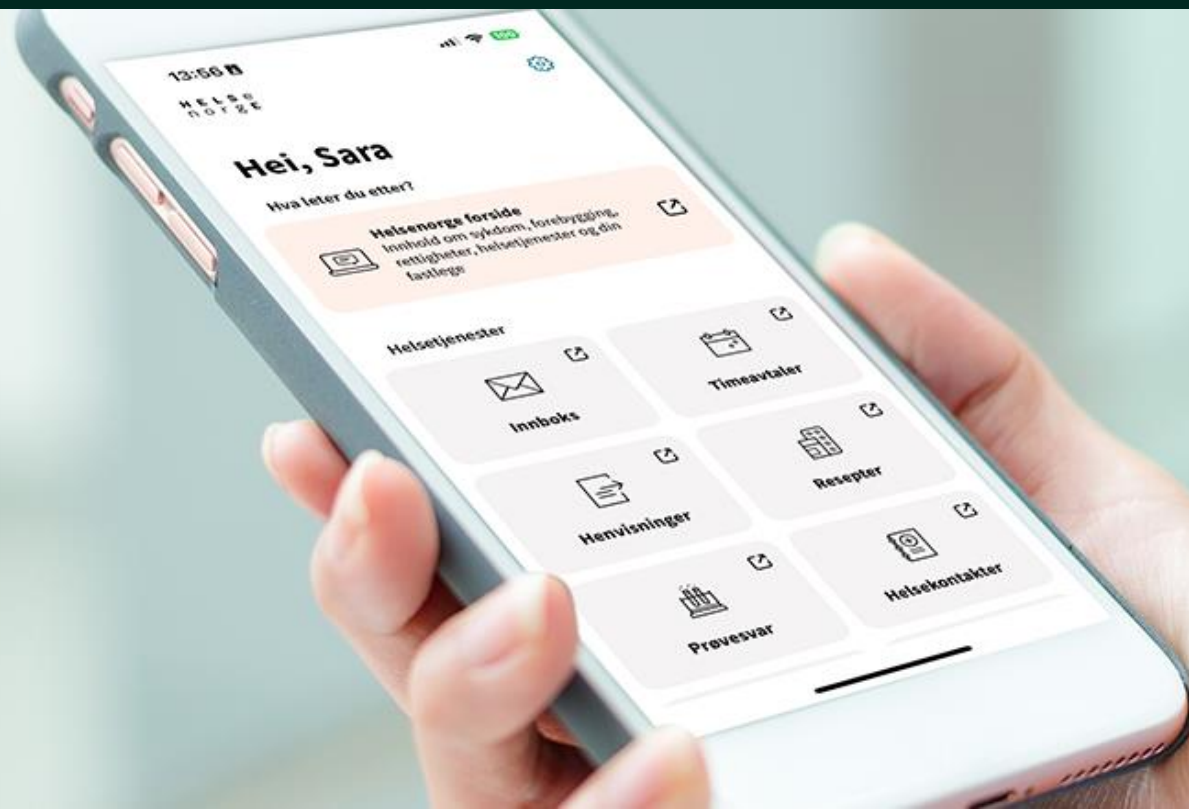 13:56
100
HELSe
norgE
Hei, Sara
Hva leter du etter?
Helsenorge forside
Innhold om sykdom, forebygging,
rettigheter, helsetjenester og din
fastlege
Helsetjenester
Innboks
Timeavtaler
Henvisninger
Resepter
Prøvesvar
Helsekontakter